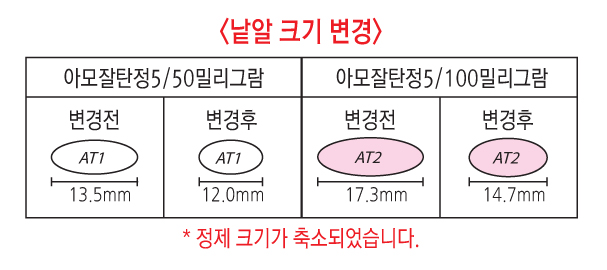 <낱알 크기 변경>
아모잘탄정5/50밀리그람 아모잘탄정5/100밀리그람
변경전 변경후 변경전 변경후
AT1 AT1 AT2 AT2
13.5mm 12.0mm 17.3mm 14.7mm
* 정제 크기가 축소되었습니다.